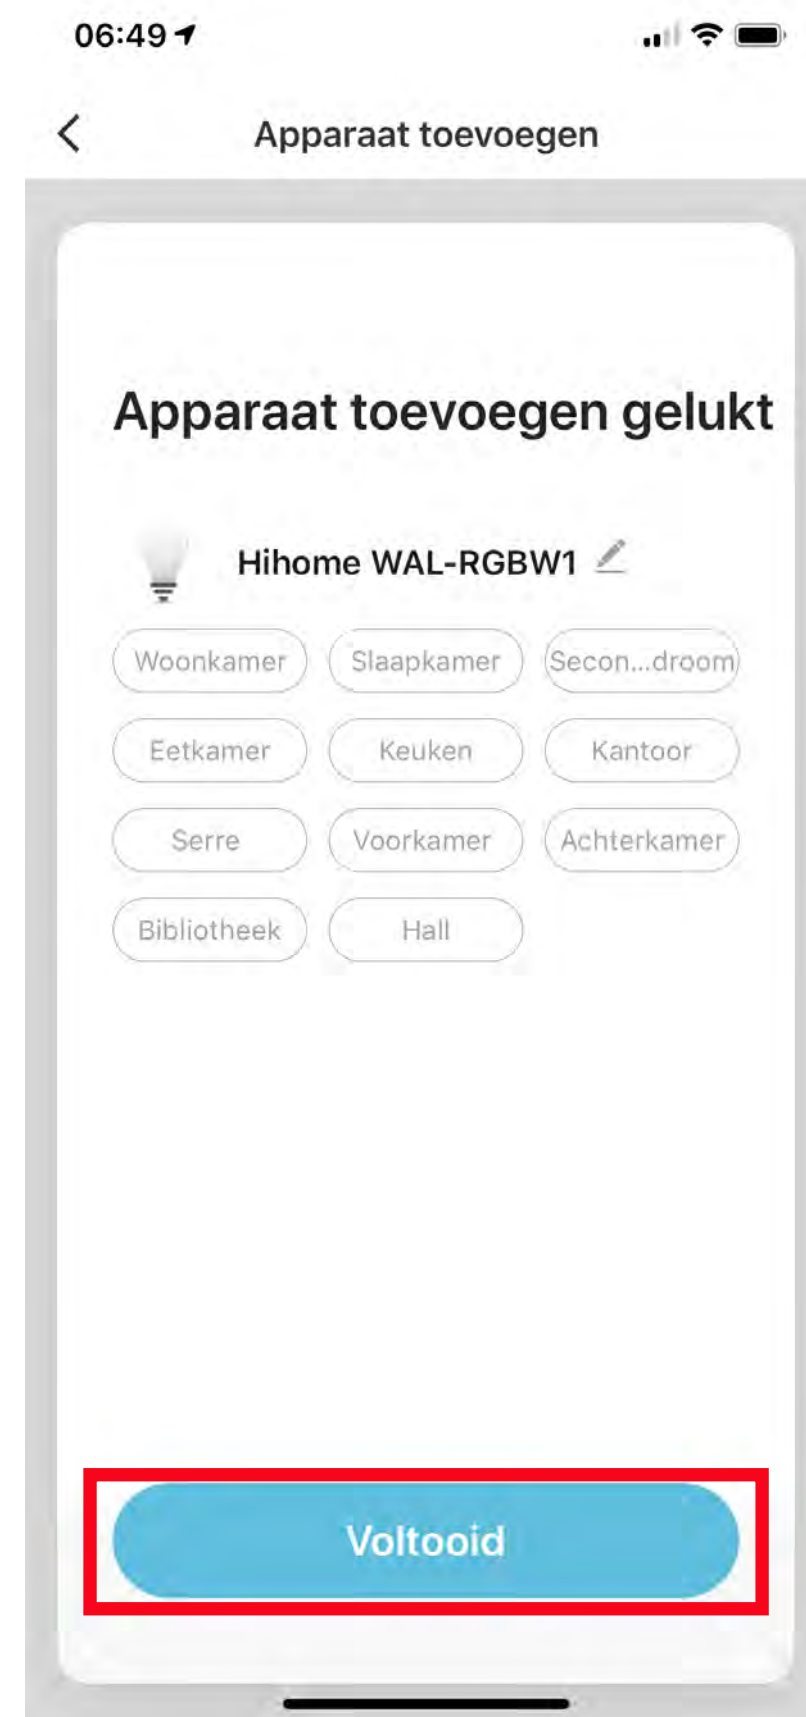 06:49
Apparaat toevoegen
Apparaat toevoegen gelukt
Hihome WAL-RGBW1
Woonkamer Slaapkamer Secon...droom
Eetkamer Keuken Kantoor
Serre Voorkamer Achterkamer
Bibliotheek Hall
Voltooid